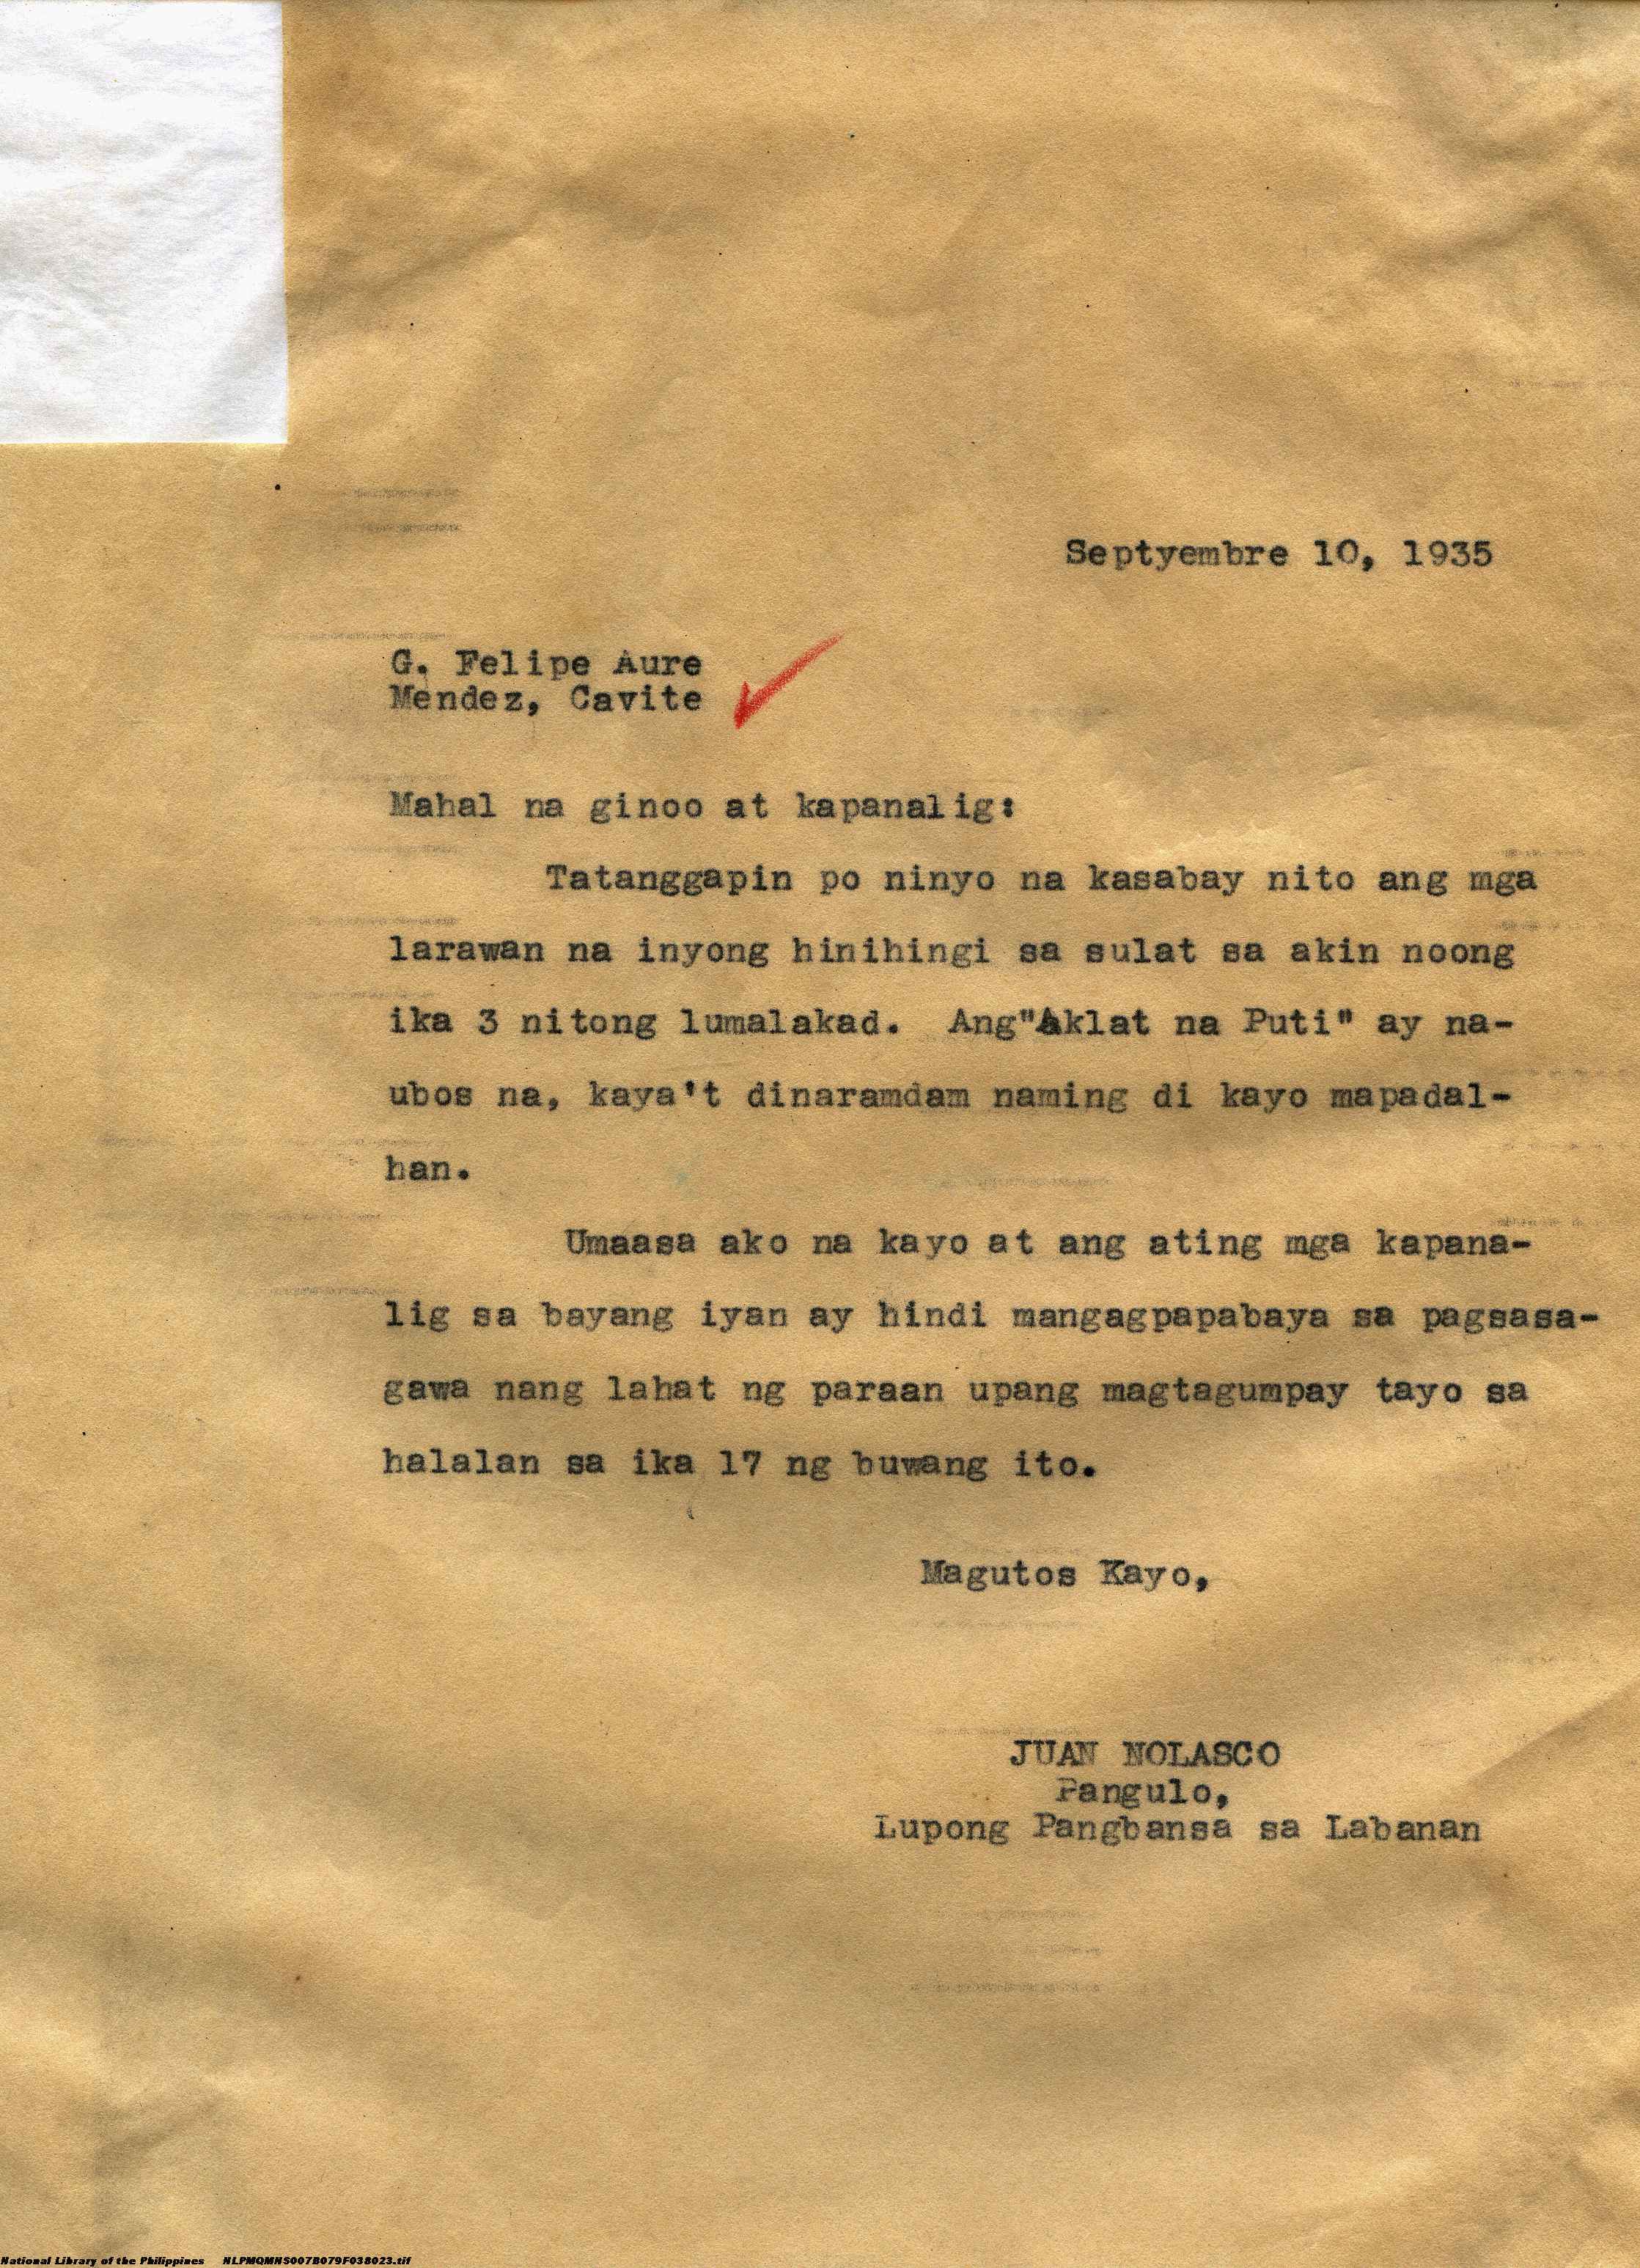 Septyembre 10, 1935
G. Felipe Aure
Mendez, Cavite
Mahal na ginoo at kapanalig:
Tatanggapin po ninyo na kasabay nito ang mga
larawan na inyong hinihingi sa sulat sa akin noong
ika 3 nitong lumalakad. Ang"Aklat na Puti" ay na-
ubos na, kaya't dinaramdam naming di kayo mapadal-
han.
Umaasa ako na kayo at ang ating mga kapana-
lig sa bayang iyan ay hindi mangagpapabaya sa pagsasa-
gawa nang lahat ng paraan upang magtagumpay tayo sa
halalan sa ika 17 ng buwang ito.
Magutos Kayo,
JUAN NOLASCO
Pangulo,
Lupong Pangbansa sa Labanan
National Library of the Philippines NLPMQMNS007B079F038023.tif